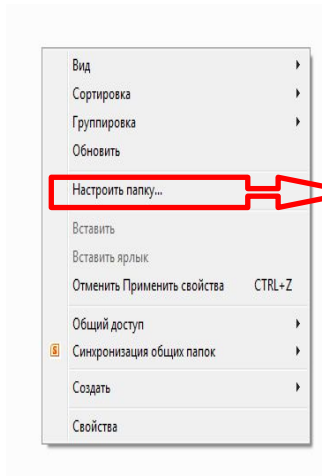 Вид
Сортировка
Группировка
Обновить
Настроить папку...
Вставить
Вставить ярлык
Отменить Применить свойства CTRL+Z
Общий доступ
S Синхронизация общих папок
Создать
Свойства